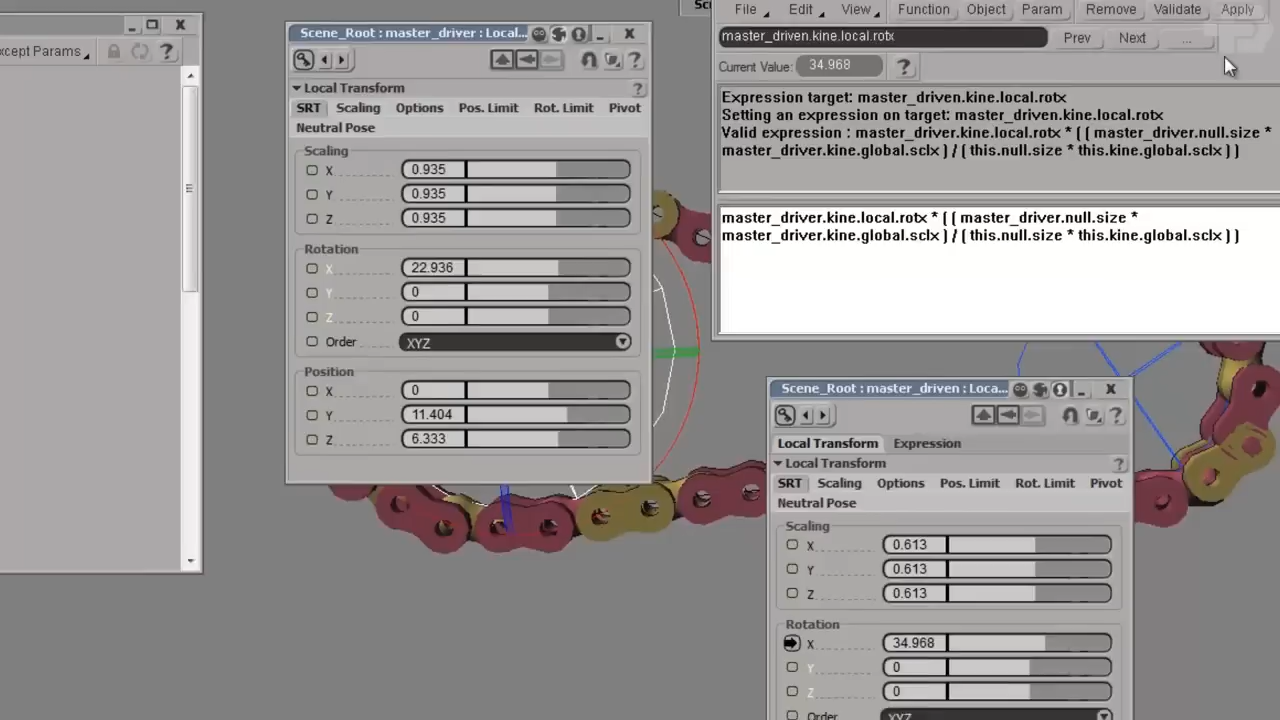 xcept Params
?
Scene_Root : master_driver : Local...
?
Local Transform
?
SRT Scaling Options Pos. Limit Rot. Limit Pivot
Neutral Pose
Scaling
X 0.935
Y 0.935
Z 0.935
Rotation
X 22.936
Y 0
Z 0
Order XYZ
Position
X 0
Y 11.404
Z 6.333
File Edit View Function Object Param Remove Validate Apply
master_driven.kine.local.rotx Prev Next ...
Current Value: 34.968 ?
Expression target: master_driven.kine.local.rotx
Setting an expression on target: master_driven.kine.local.rotx
Valid expression : master_driven.kine.local.rotx * ( ( master_driver.null.size *
master_driver.kine.global.sclx ) / ( this.null.size * this.kine.global.sclx ) )
master_driver.kine.local.rotx * ( ( master_driver.null.size *
master_driver.kine.global.sclx ) / ( this.null.size * this.kine.global.sclx ) )
Scene_Root : master_driven : Loca...
?
Local Transform Expression
Local Transform
?
SRT Scaling Options Pos. Limit Rot. Limit Pivot
Neutral Pose
Scaling
X 0.613
Y 0.613
Z 0.613
Rotation
X 34.968
Y 0
Z 0
Order XYZ